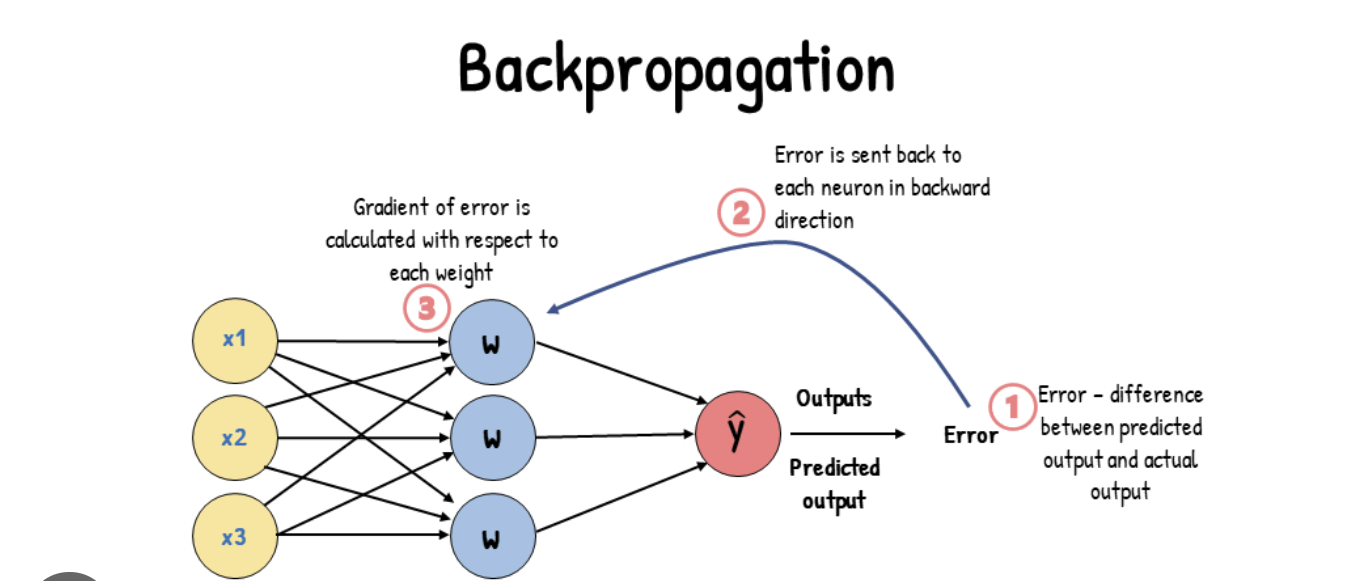 Backpropagation
Error is sent back to
each neuron in backward
direction
2
Gradient of error is
calculated with respect to
each weight
3
x1
w
x2
w
x3
w
ŷ
Outputs
Predicted
output
Error
1
Error - difference
between predicted
output and actual
output